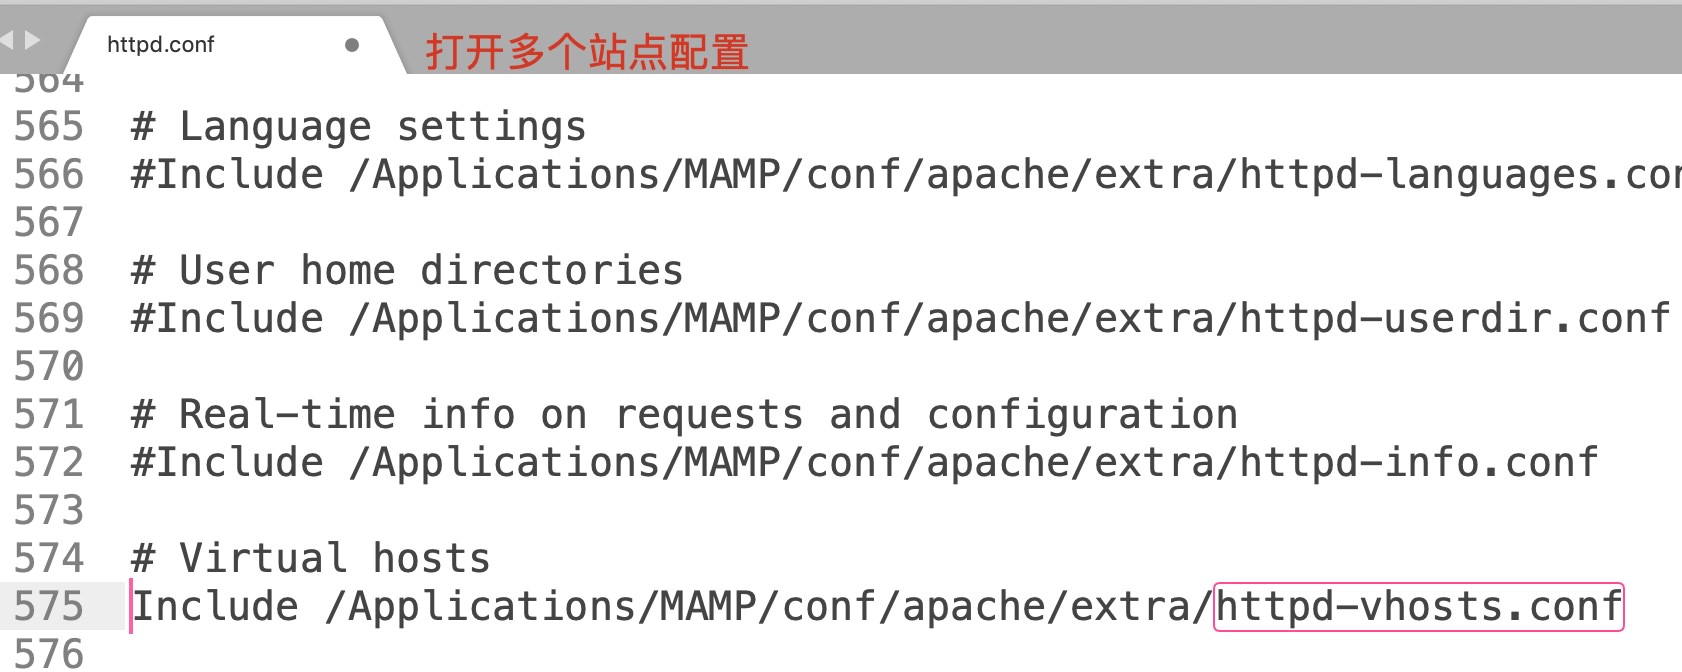 httpd.conf
打开多个站点配置
564
565 # Language settings
566 #Include /Applications/MAMP/conf/apache/extra/httpd-languages.con
567
568 # User home directories
569 #Include /Applications/MAMP/conf/apache/extra/httpd-userdir.conf
570
571 # Real-time info on requests and configuration
572 #Include /Applications/MAMP/conf/apache/extra/httpd-info.conf
573
574 # Virtual hosts
575 Include /Applications/MAMP/conf/apache/extra/httpd-vhosts.conf
576